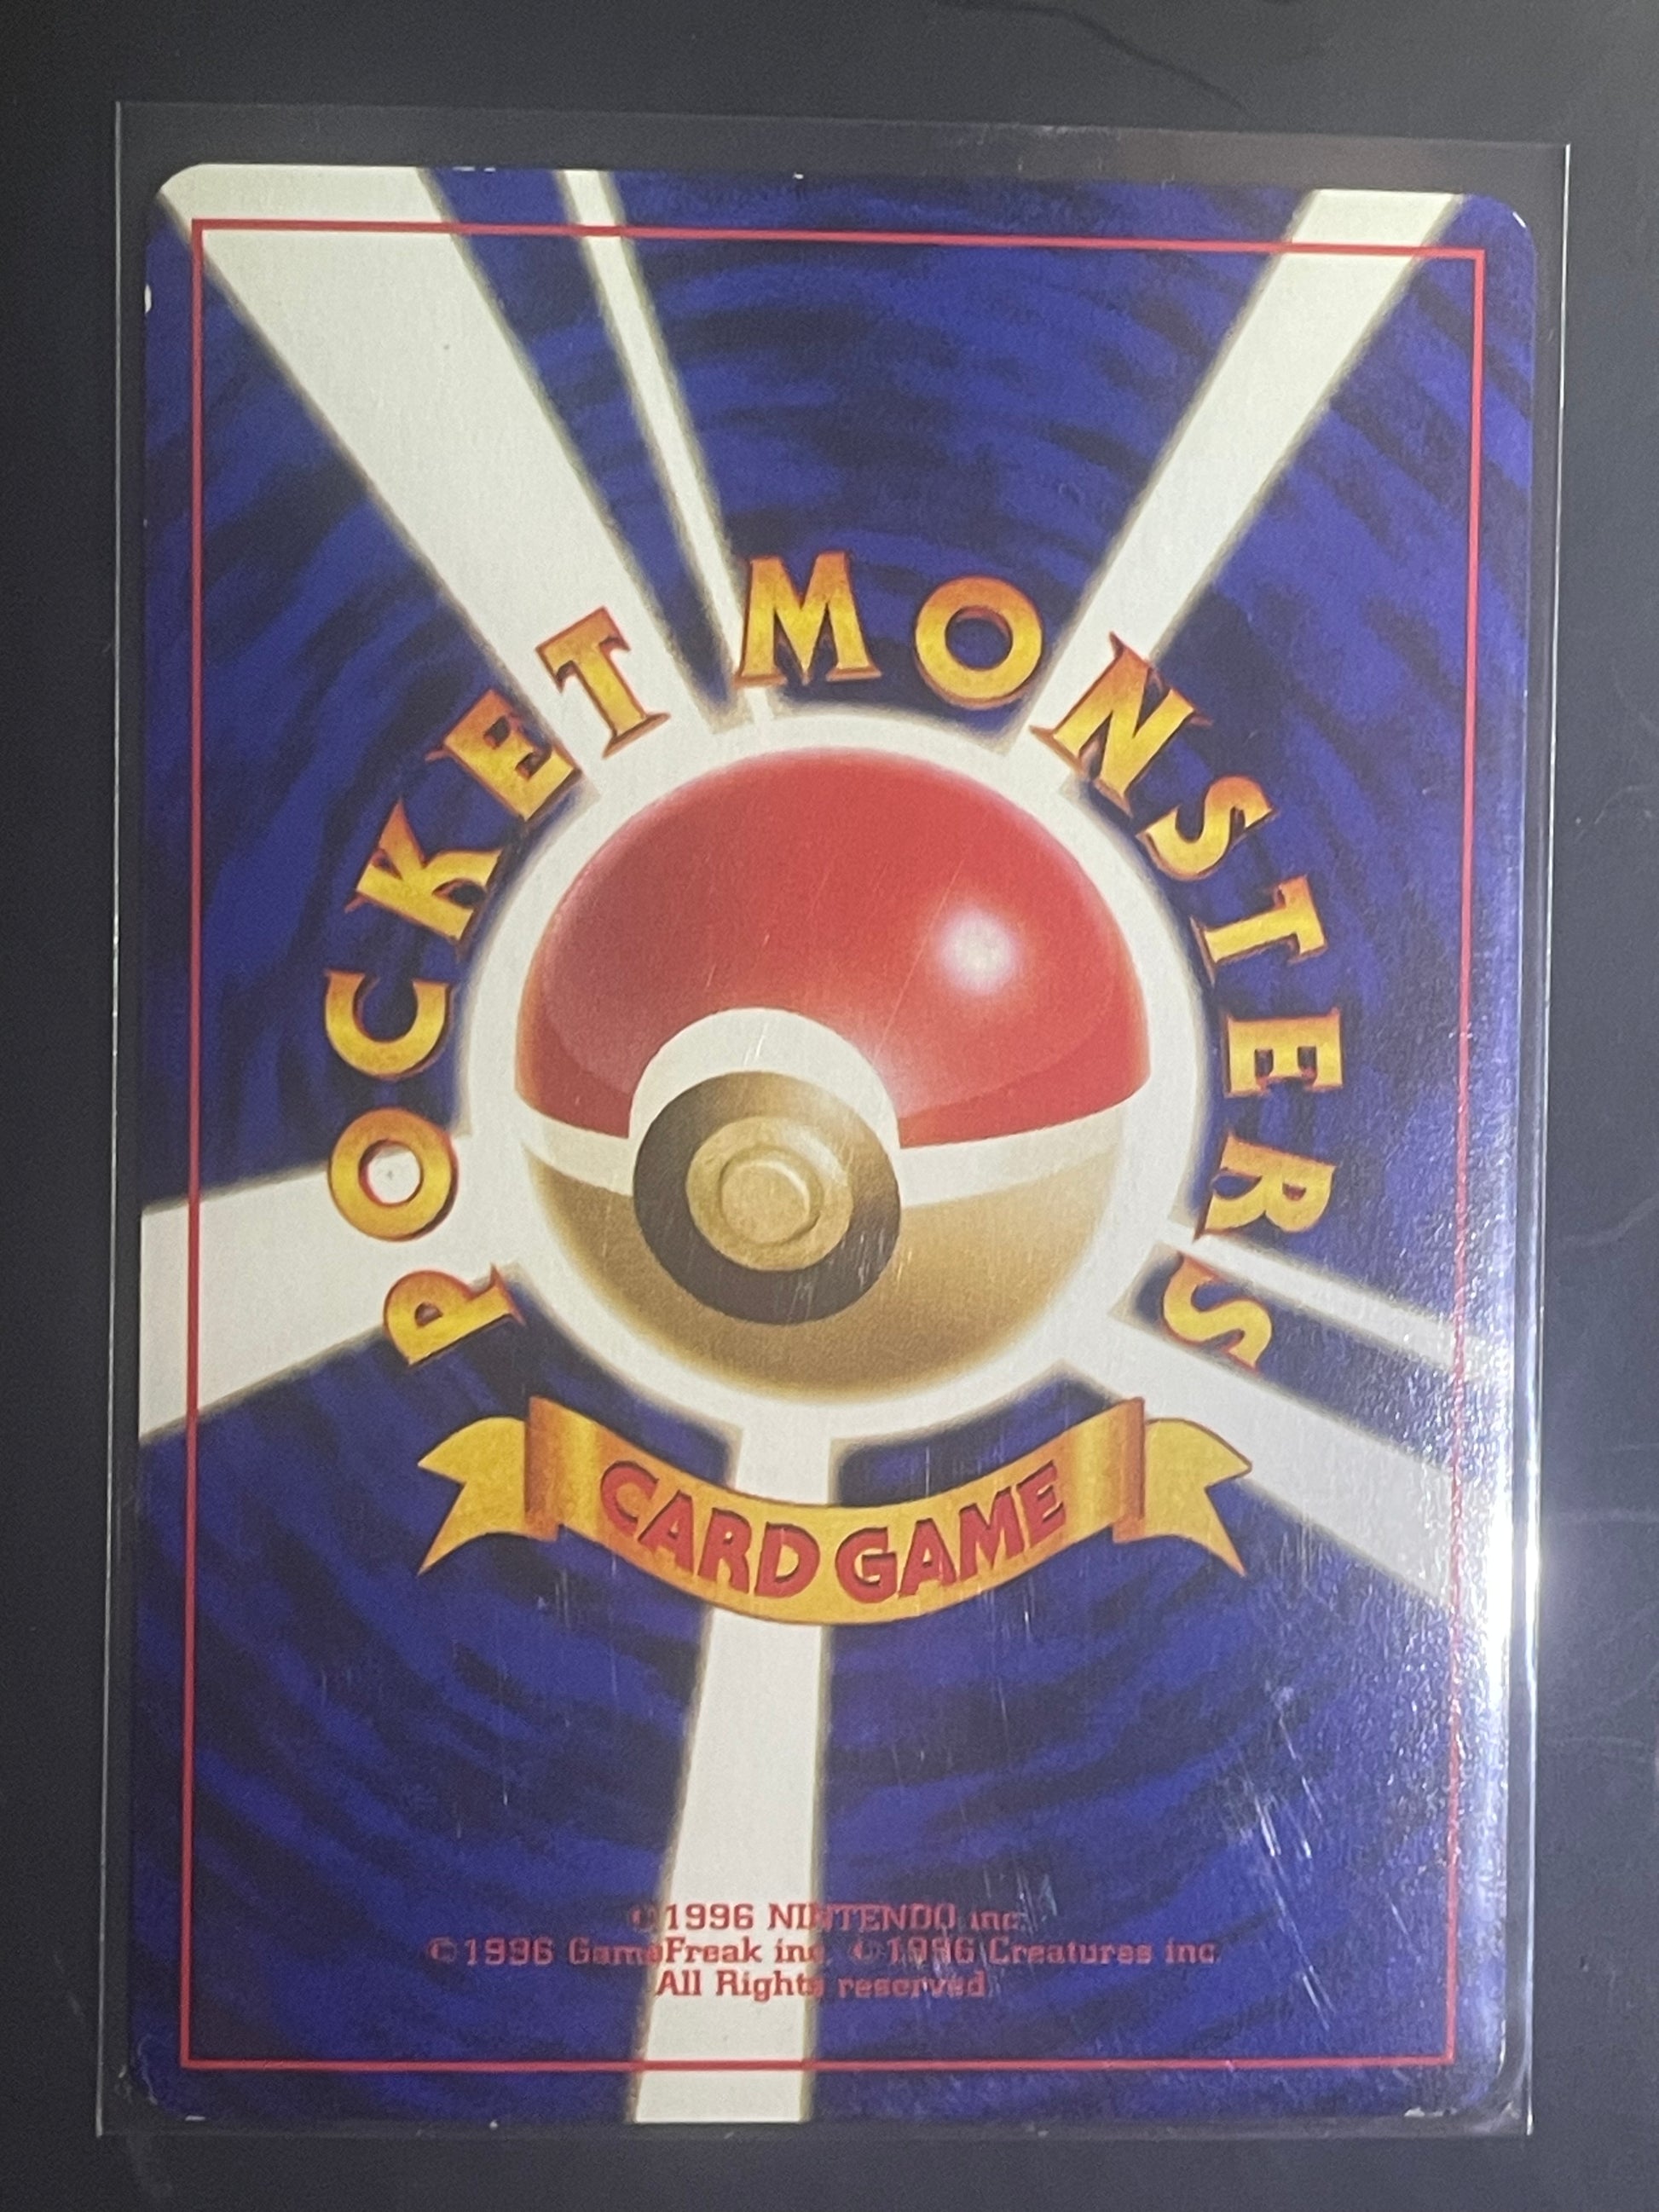 POCKET MONSTERS
CARD GAME
©1996 NINTENDO inc.
©1996 GameFreak inc. ©1996 Creatures inc.
All Rights reserved.